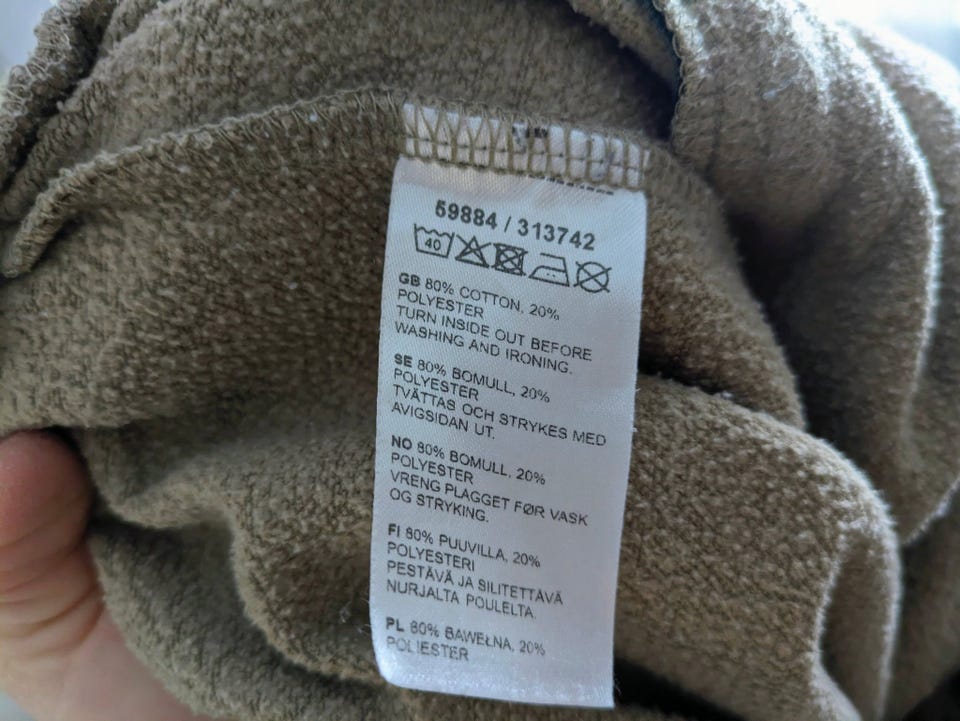 59884 / 313742
40
GB 80% COTTON, 20%
POLYESTER
TURN INSIDE OUT BEFORE
WASHING AND IRONING.
SE 80% BOMULL, 20%
POLYESTER
TVÄTTAS OCH STRYKES MED
AVIGSIDAN UT.
NO 80% BOMULL, 20%
POLYESTER
VRENG PLAGGET FØR VASK
OG STRYKING.
FI 80% PUUVILLA, 20%
POLYESTERI
PESTÄVÄ JA SILITETTÄVÄ
NURJALTA POULELTA.
PL 80% BAWEŁNA, 20%
POLIESTER